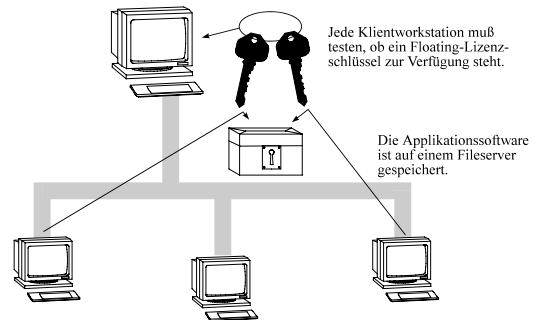 Jede Klientworkstation muß
testen, ob ein Floating-Lizenz-
schlüssel zur Verfügung steht.
Die Applikationssoftware
ist auf einem Fileserver
gespeichert.